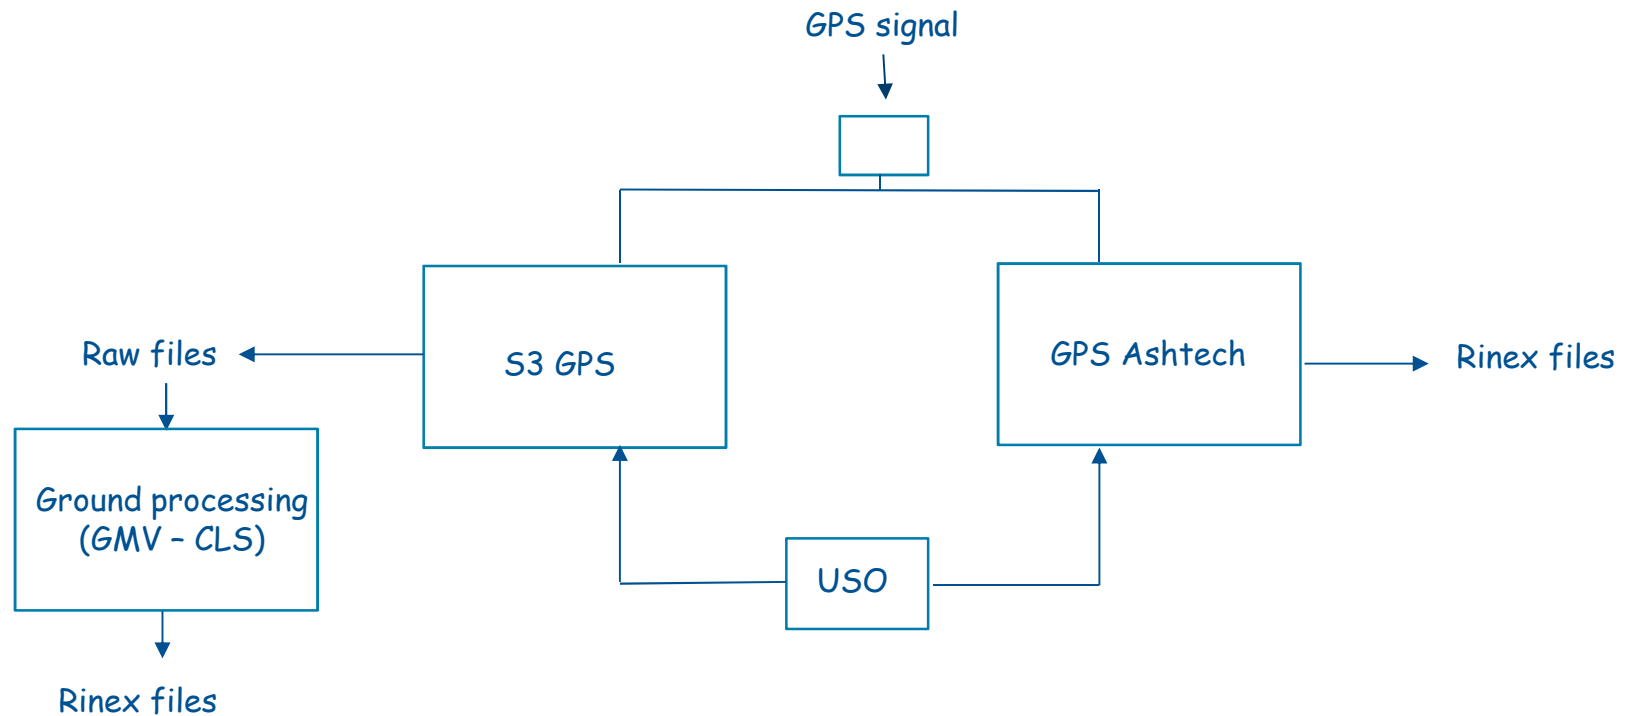 GPS signal
S3 GPS
GPS Ashtech
Raw files
Rinex files
Ground processing
(GMV – CLS)
USO
Rinex files